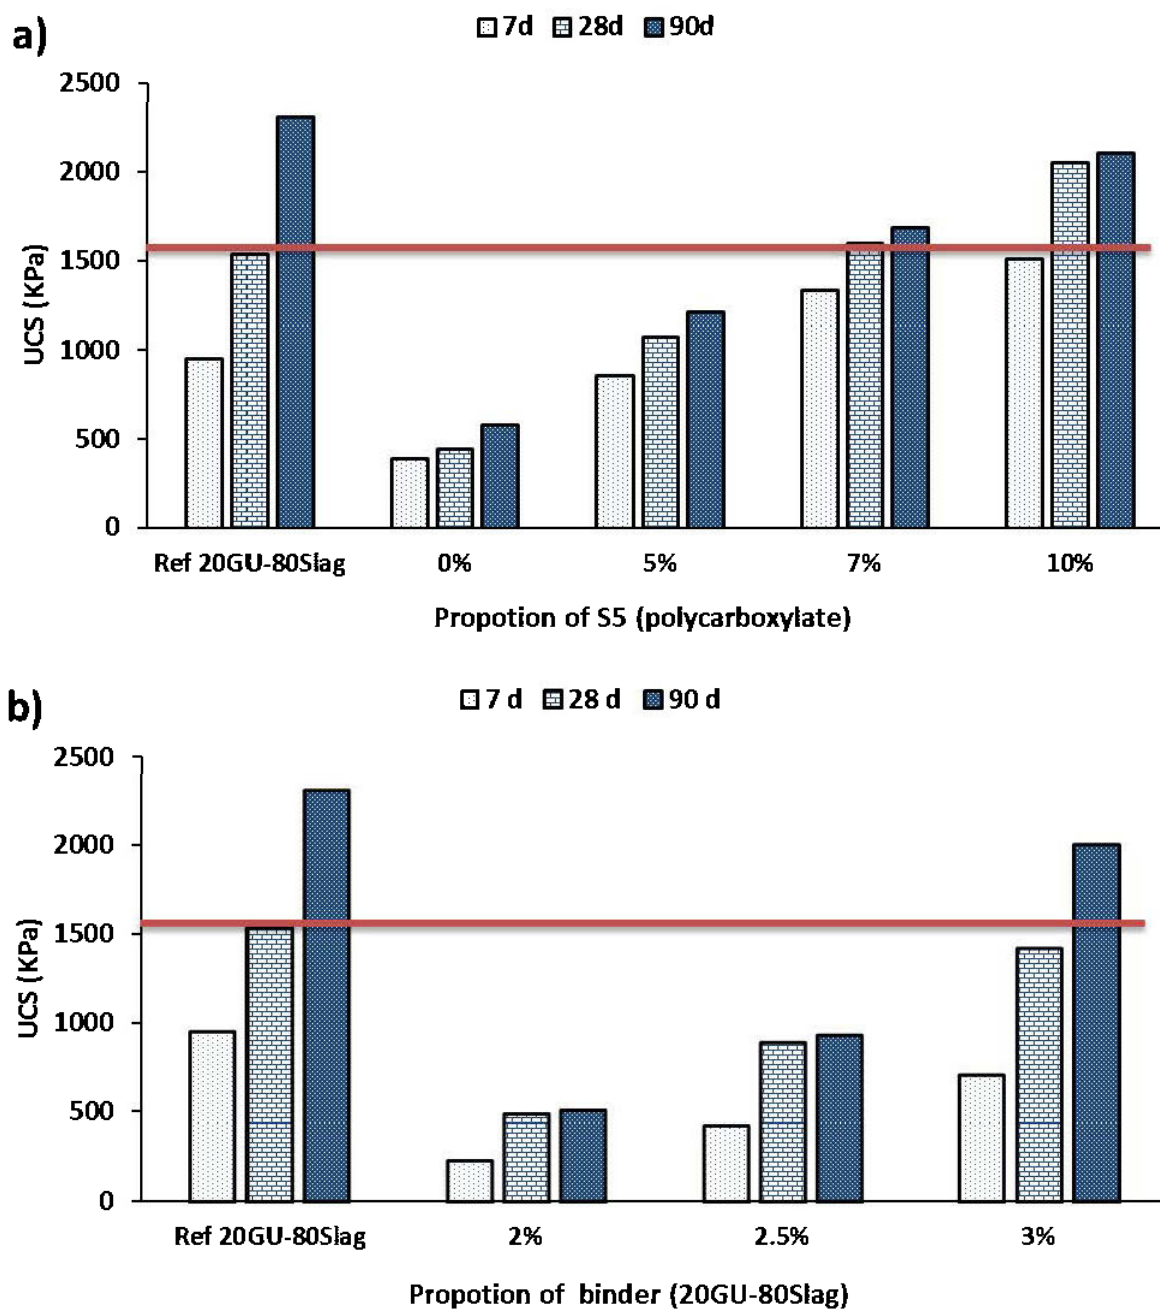 a)
7d 28d 90d
2500
2000
1500
1000
500
0
UCS (KPa)
Ref 20GU-80Slag 0% 5% 7% 10%
Propotion of S5 (polycarboxylate)
b)
7 d 28 d 90 d
2500
2000
1500
1000
500
0
UCS (KPa)
Ref 20GU-80Slag 2% 2.5% 3%
Propotion of binder (20GU-80Slag)